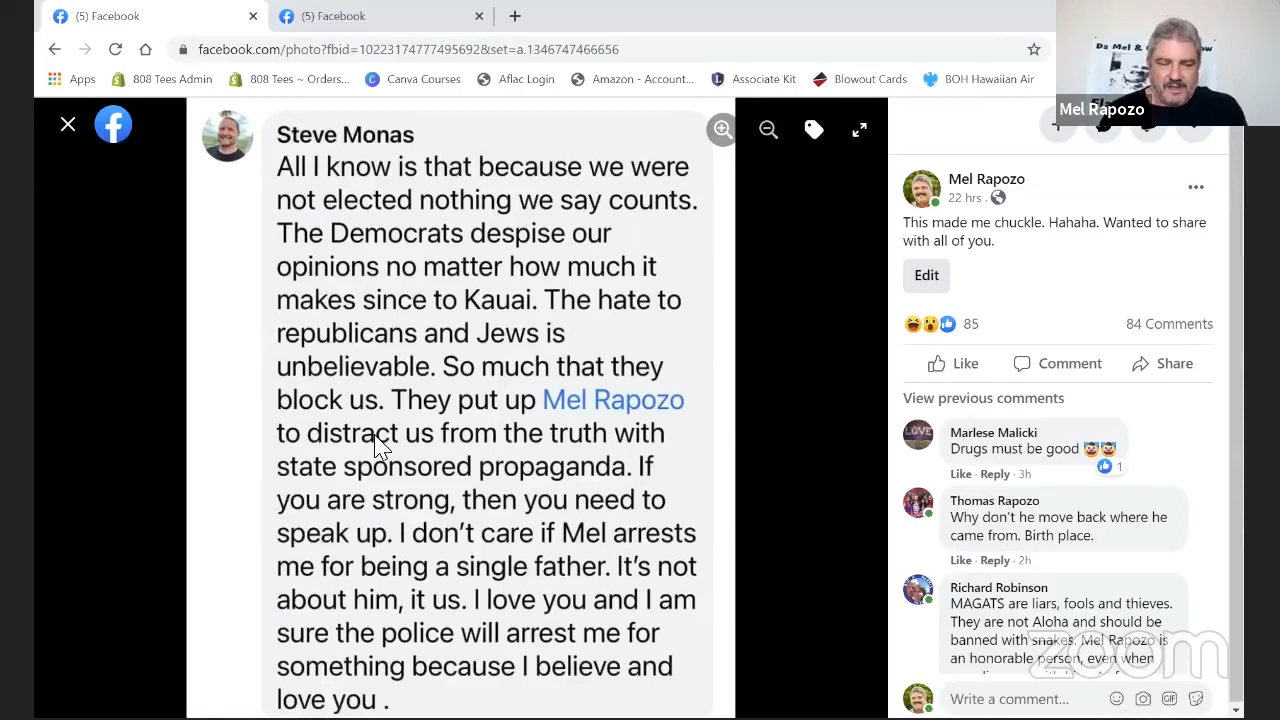 (5) Facebook
(5) Facebook
facebook.com/photo?fbid=10223174777495692&set=a.1346747466656
Apps
808 Tees Admin
808 Tees ~ Orders...
Canva Courses
Aflac Login
Amazon - Account...
Associate Kit
Blowout Cards
BOH Hawaiian Air
Da Mel &
Mel Rapozo
Steve Monas
All I know is that because we were
not elected nothing we say counts.
The Democrats despise our
opinions no matter how much it
makes since to Kauai. The hate to
republicans and Jews is
unbelievable. So much that they
block us. They put up Mel Rapozo
to distract us from the truth with
state sponsored propaganda. If
you are strong, then you need to
speak up. I don’t care if Mel arrests
me for being a single father. It’s not
about him, it us. I love you and I am
sure the police will arrest me for
something because I believe and
love you .
Mel Rapozo
22 hrs .
This made me chuckle. Hahaha. Wanted to share
with all of you.
Edit
85
84 Comments
Like
Comment
Share
View previous comments
Marlese Malicki
Drugs must be good
1
Like · Reply · 3h
Thomas Rapozo
Why don't he move back where he
came from. Birth place.
Like · Reply · 2h
Richard Robinson
MAGATS are liars, fools and thieves.
They are not Aloha and should be
banned with snakes. Mel Rapozo is
an honorable person, even when
Write a comment...
GIF
zoom
LOVE